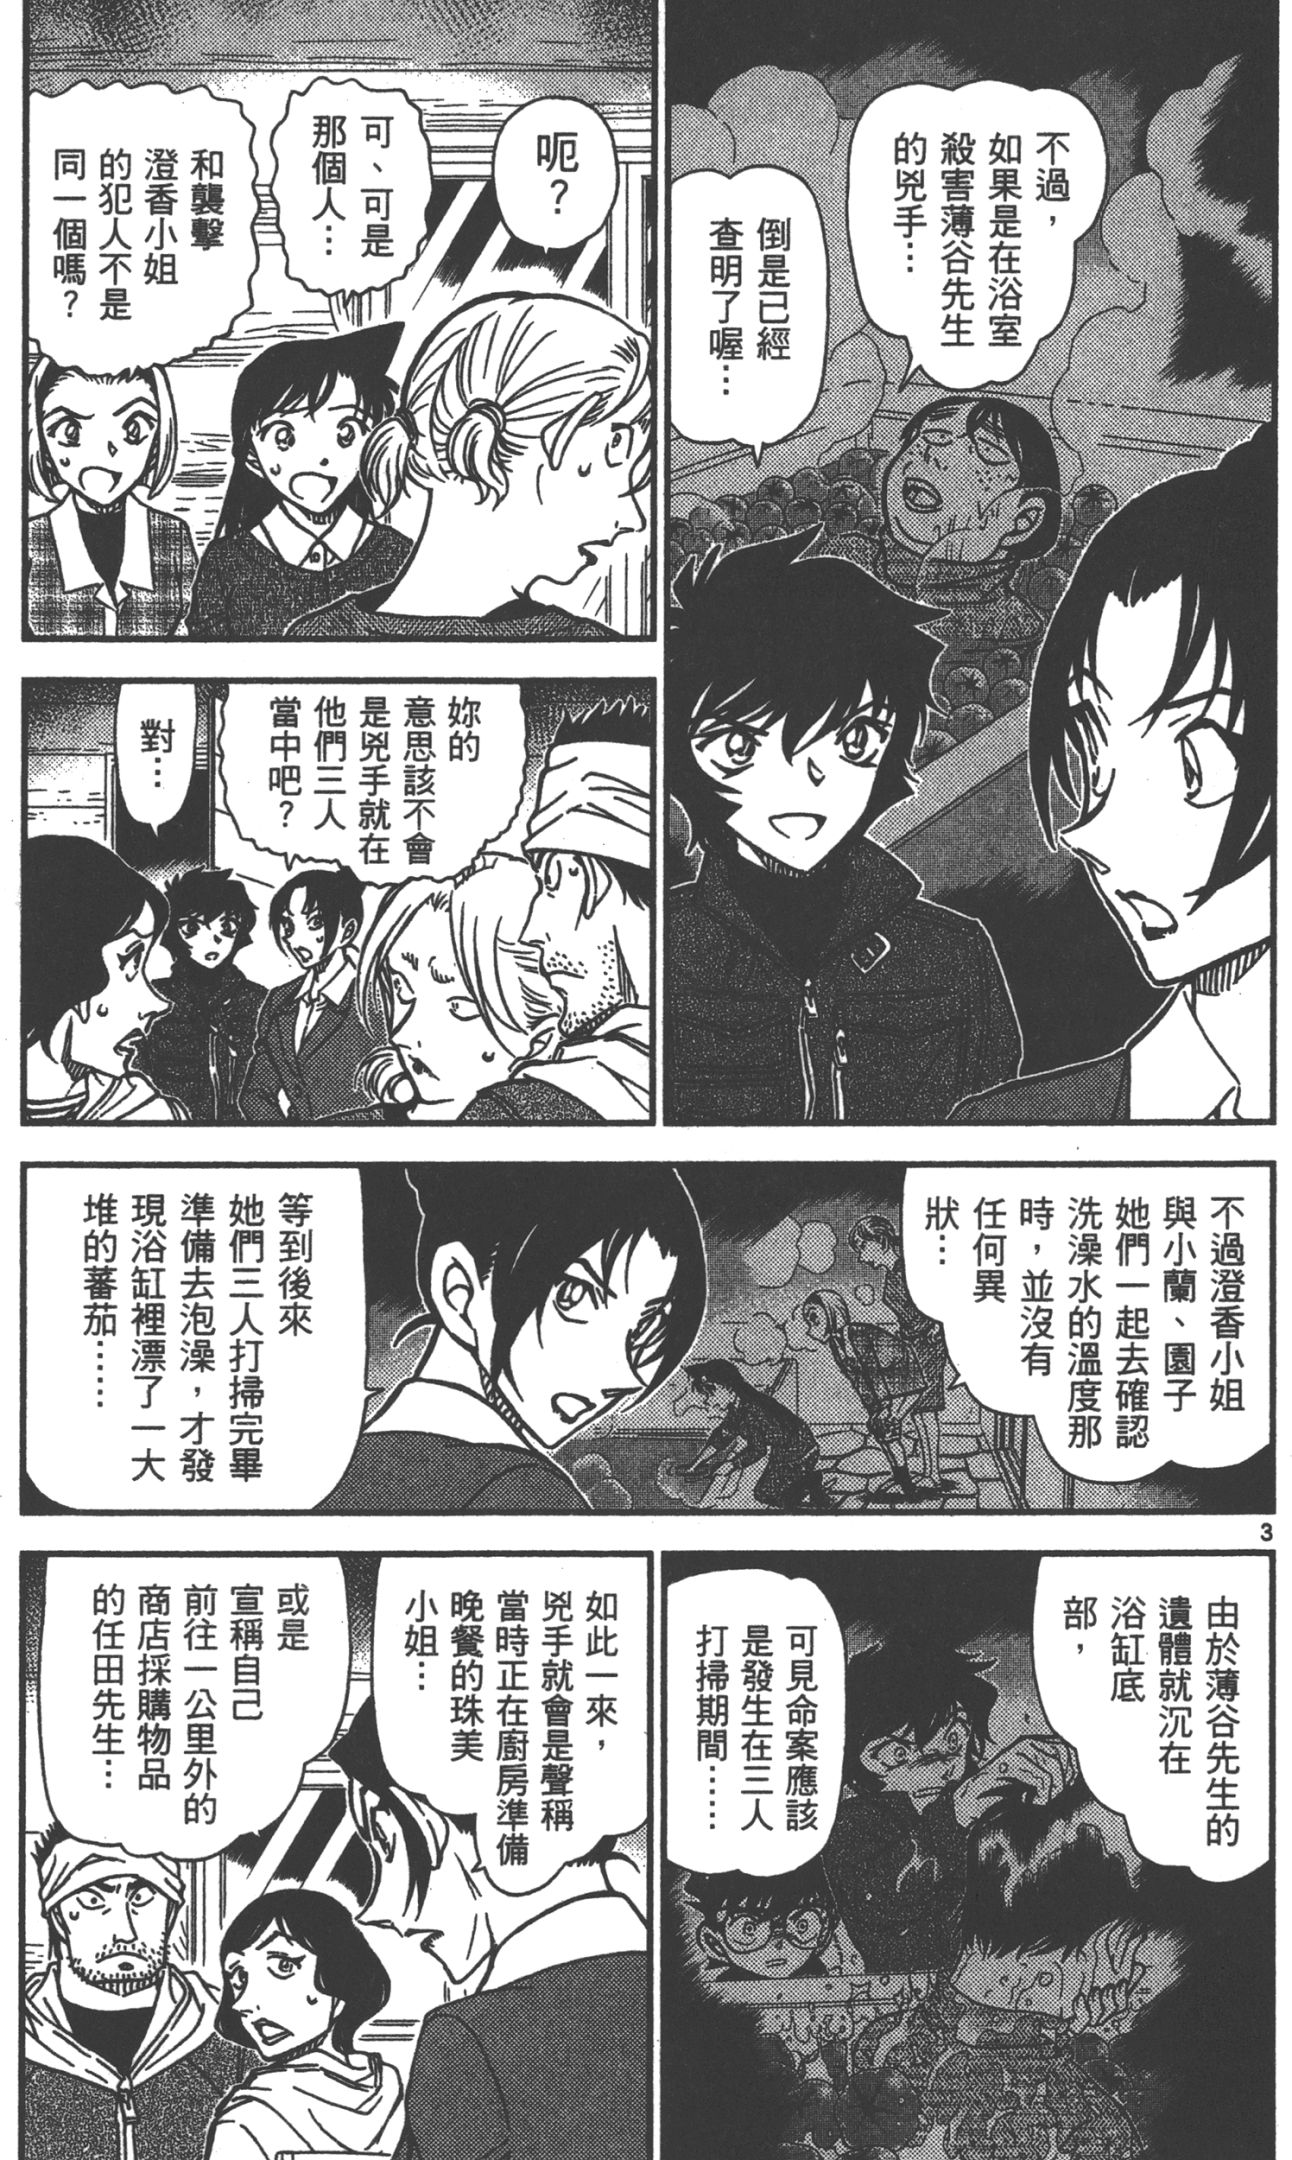 不過，
如果是在浴室
殺害薄谷先生
的兇手…
倒是已經
查明了喔…
呃？
可、可是
那個人…
和襲擊
澄香小姐
的犯人不是
同一個嗎？
妳的
意思該不會
是兇手就在
他們三人
當中吧？
對…
不過澄香小姐
與小蘭、園子
她們一起去確認
洗澡水的溫度那
時，並沒有
任何異
狀…
等到後來
她們三人打掃完畢
準備去泡澡，才發
現浴缸裡漂了一大
堆的蕃茄……
3
由於薄谷先生的
遺體就沉在
浴缸底
部，
可見命案應該
是發生在三人
打掃期間……
如此一來，
兇手就會是聲稱
當時正在廚房準備
晚餐的珠美
小姐…
或是
宣稱自己
前往一公里外的
商店採購物品
的任田先生…